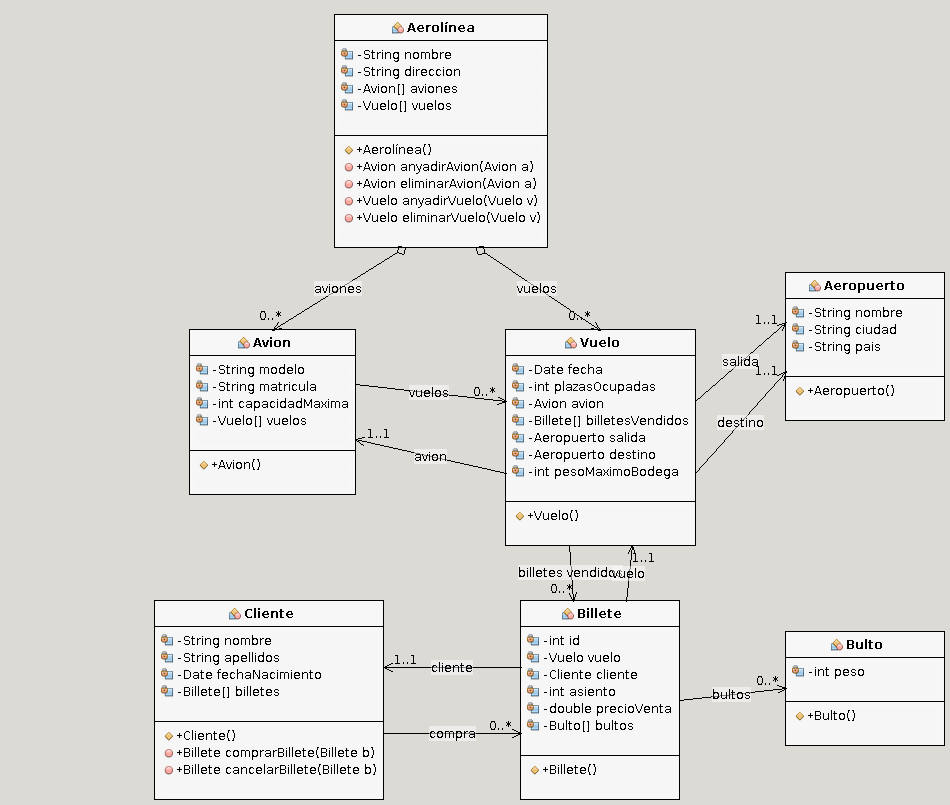 Aerolínea
-String nombre
-String direccion
-Avion[] aviones
-Vuelo[] vuelos
+Aerolínea()
+Avion anyadirAvion(Avion a)
+Avion eliminarAvion(Avion a)
+Vuelo anyadirVuelo(Vuelo v)
+Vuelo eliminarVuelo(Vuelo v)
aviones
vuelos
0..*
0..*
Aeropuerto
-String nombre
-String ciudad
-String pais
+Aeropuerto()
1..1
salida
1..1
destino
Avion
-String modelo
-String matricula
-int capacidadMaxima
-Vuelo[] vuelos
+Avion()
vuelos
0..*
1..1
avion
Vuelo
-Date fecha
-int plazasOcupadas
-Avion avion
-Billete[] billetesVendidos
-Aeropuerto salida
-Aeropuerto destino
-int pesoMaximoBodega
+Vuelo()
1..1
billetes vendidos
vuelo
0..*
Cliente
-String nombre
-String apellidos
-Date fechaNacimiento
-Billete[] billetes
+Cliente()
+Billete comprarBillete(Billete b)
+Billete cancelarBillete(Billete b)
1..1
cliente
0..*
compra
Billete
-int id
-Vuelo vuelo
-Cliente cliente
-int asiento
-double precioVenta
-Bulto[] bultos
+Billete()
0..*
bultos
Bulto
-int peso
+Bulto()